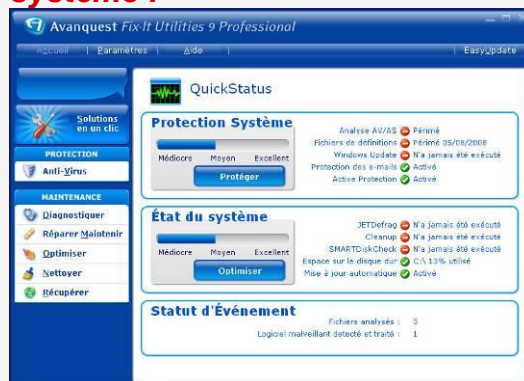 système :
Avanquest Fix-It Utilities 9 Professional
Accueil | Paramètres | Aide | EasyUpdate
Solutions
en un clic
PROTECTION
Anti-Virus
MAINTENANCE
Diagnostiquer
Réparer Maintenir
Optimiser
Nettoyer
Récupérer
QuickStatus
Protection Système
Médiocre Moyen Excellent
Protéger
Analyse AV/AS Périmé
Fichiers de définitions Périmé 05/08/2008
Windows Update N'a jamais été exécuté
Protection des e-mails Activé
Active Protection Activé
État du système
Médiocre Moyen Excellent
Optimiser
JETDefrag N'a jamais été exécuté
Cleanup N'a jamais été exécuté
SMARTDiskCheck N'a jamais été exécuté
Espace sur le disque dur C:\ 13% utilisé
Mise à jour automatique Activé
Statut d'Événement
Fichiers analysés : 3
Logiciel malveillant detecté et traité : 1